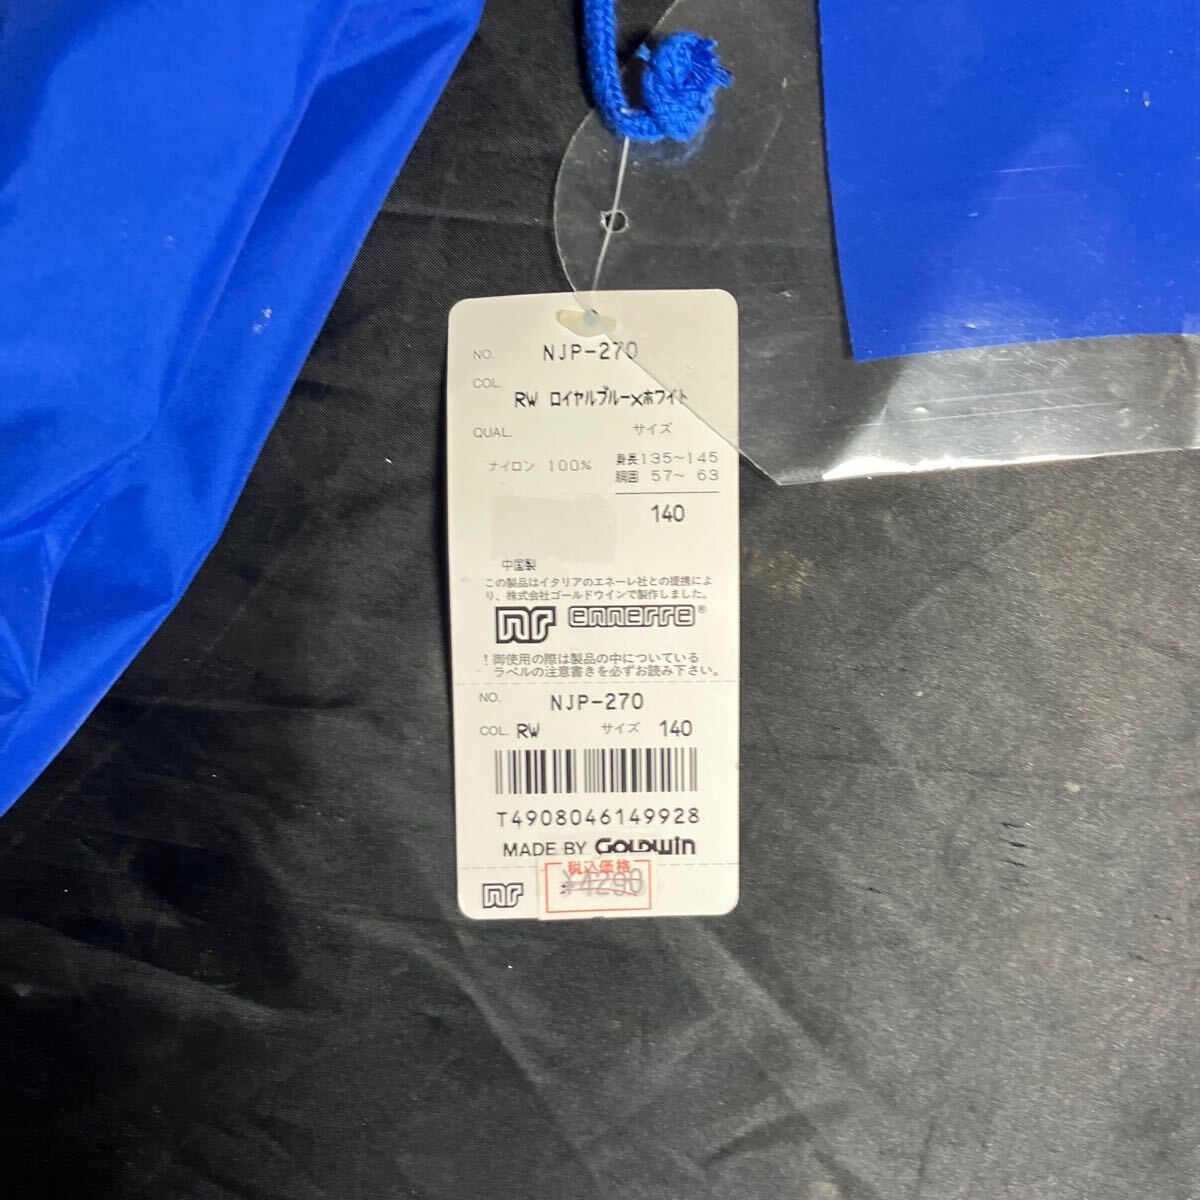 NO. NJP-270
COL.
RW ロイヤルブルー×ホワイト
QUAL. サイズ
ナイロン 100% 身長135~145
胴囲 57~ 63
140
中国製
この製品はイタリアのエネーレ社との提携によ
り、株式会社ゴールドウインで製作しました。
nr ennerre®
!御使用の際は製品の中についている
ラベルの注意書きを必ずお読み下さい。
NO. NJP-270
COL. RW サイズ 140
T4908046149928
MADE BY GOLDWIN
税込価格
nr ¥4290